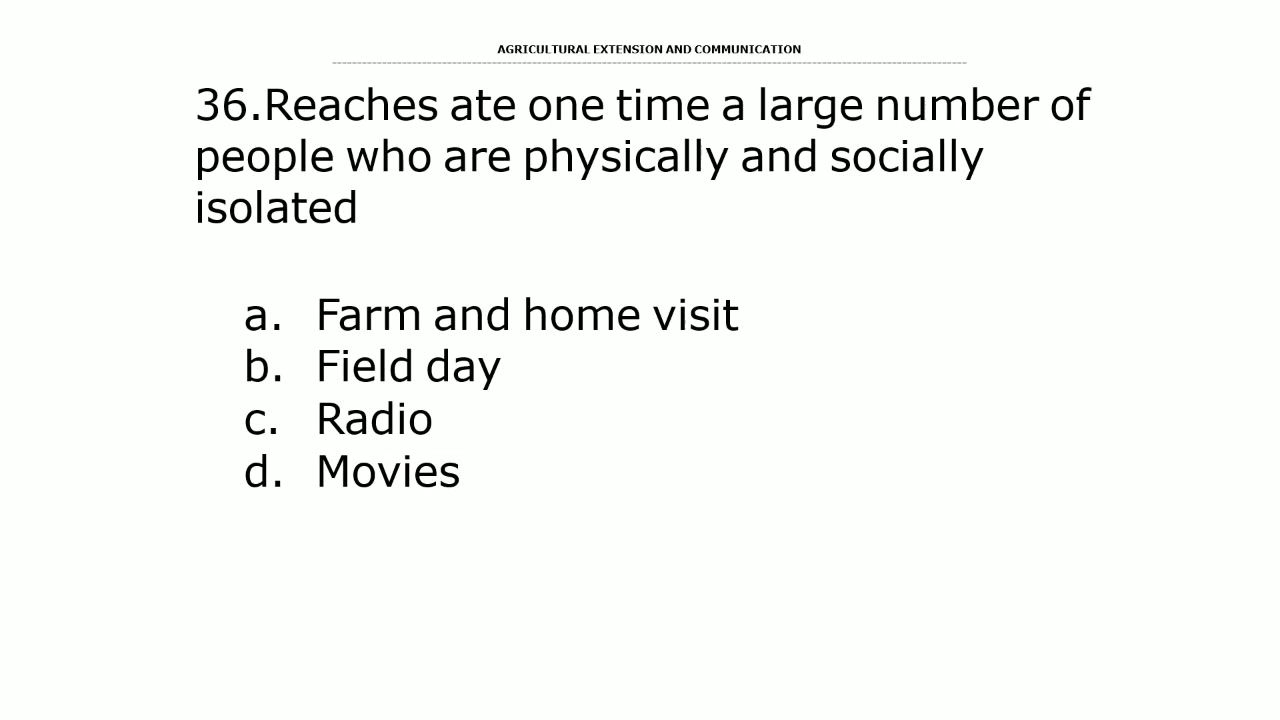 AGRICULTURAL EXTENSION AND COMMUNICATION
36.Reaches ate one time a large number of
people who are physically and socially
isolated
a. Farm and home visit
b. Field day
c. Radio
d. Movies